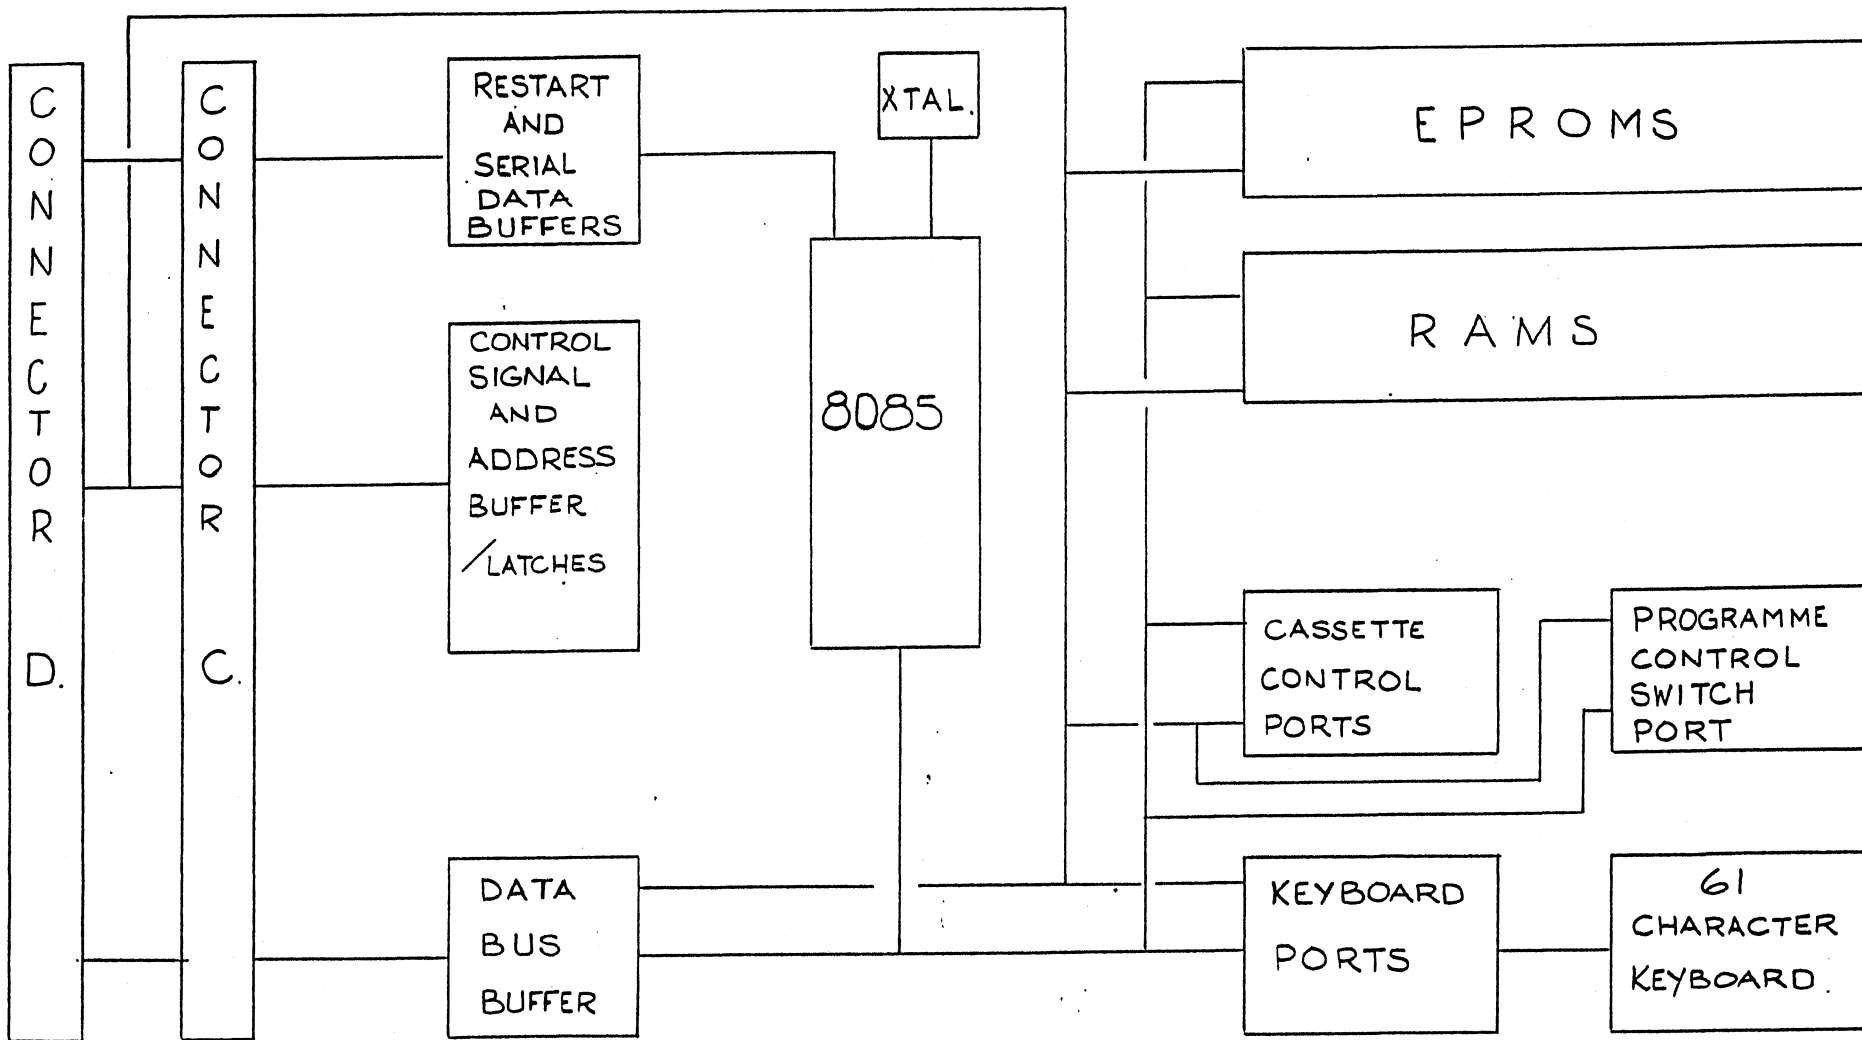 CONNECTOR D.
CONNECTOR C.
RESTART
AND
SERIAL
DATA
BUFFERS
XTAL.
EPROMS
CONTROL
SIGNAL
AND
ADDRESS
BUFFER
/LATCHES
8085
RAMS
CASSETTE
CONTROL
PORTS
PROGRAMME
CONTROL
SWITCH
PORT
DATA
BUS
BUFFER
KEYBOARD
PORTS
61
CHARACTER
KEYBOARD.